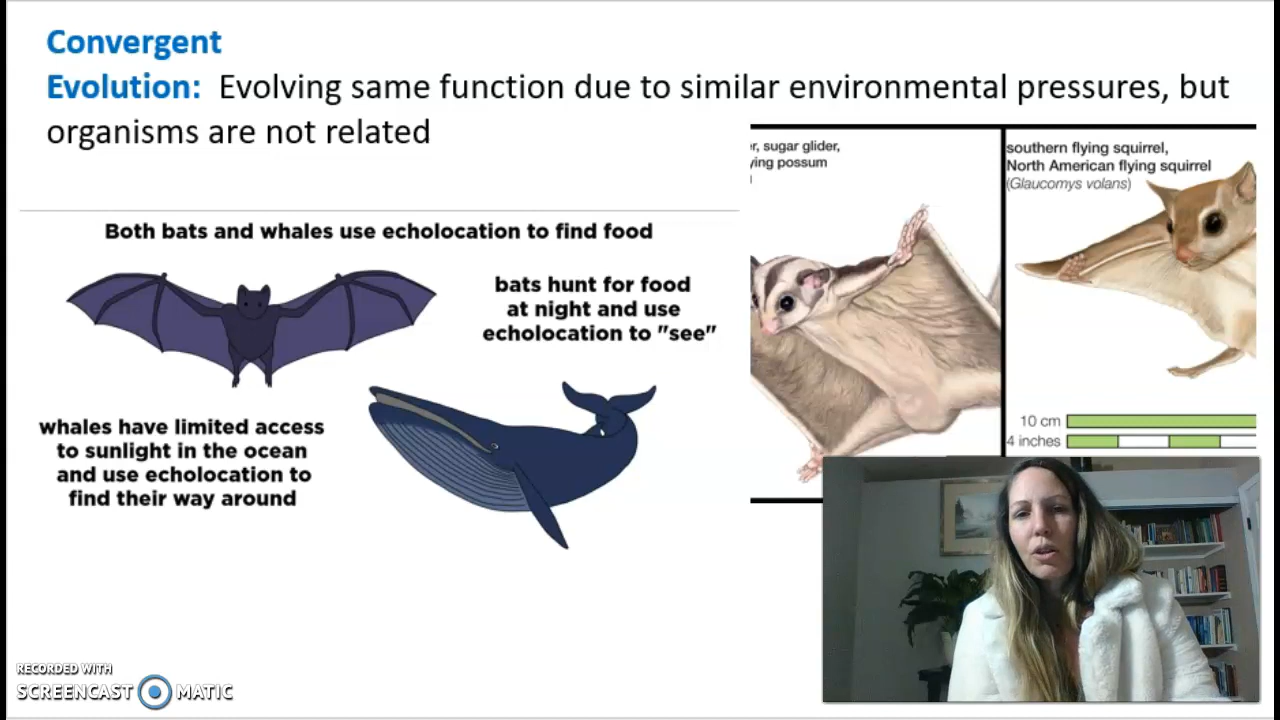 Convergent
Evolution: Evolving same function due to similar environmental pressures, but
organisms are not related
Both bats and whales use echolocation to find food
bats hunt for food
at night and use
echolocation to "see"
whales have limited access
to sunlight in the ocean
and use echolocation to
find their way around
sugar glider,
possum
southern flying squirrel,
North American flying squirrel
(Glaucomys volans)
10 cm
4 inches
RECORDED WITH
SCREENCAST MATIC